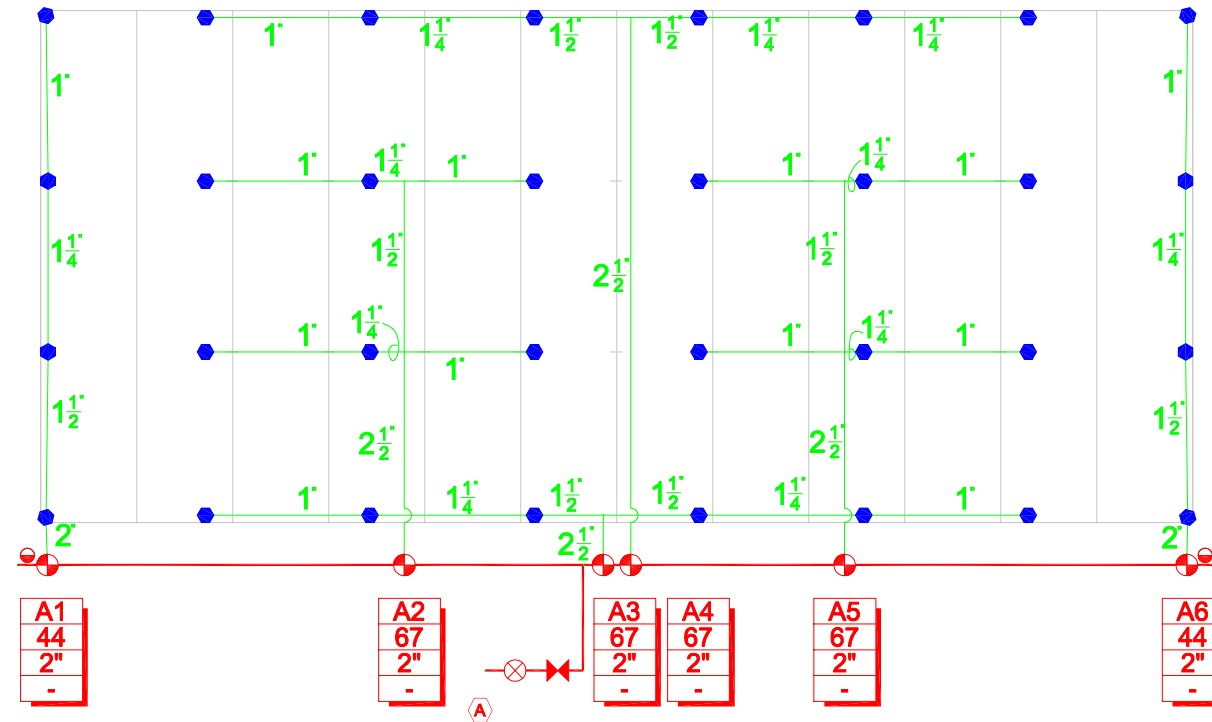 1" 1 1/4" 1 1/2" 1 1/2" 1 1/4" 1 1/4"
1" 1"
1" 1 1/4" 1" 1" 1 1/4" 1"
1 1/4" 1 1/2" 2 1/2" 1 1/2" 1 1/4"
1" 1 1/4" 1" 1" 1 1/4" 1"
1 1/2" 2 1/2" 2 1/2" 1 1/2"
1" 1 1/4" 1 1/2" 1 1/2" 1 1/4" 1"
2" 2 1/2" 2"
A1 A2 A3 A4 A5 A6
44 67 67 67 67 44
2" 2" 2" 2" 2" 2"
- - - - - -
A